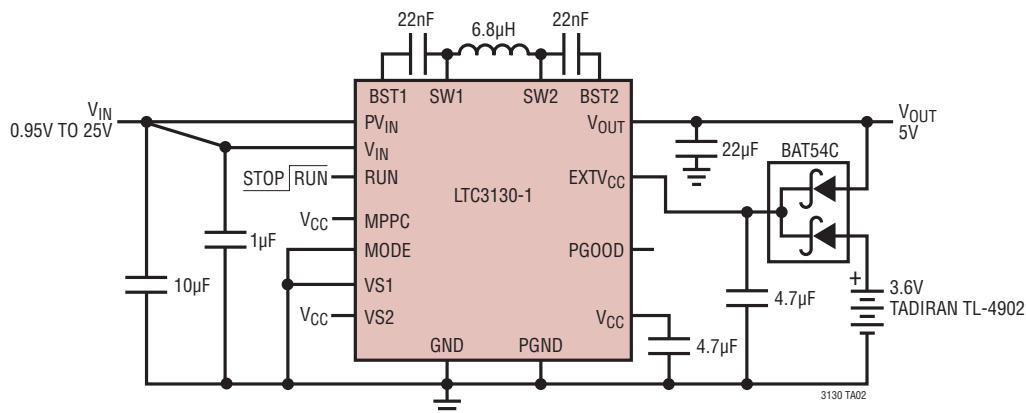 22nF
6.8µH
22nF
BST1
SW1
SW2
BST2
VIN
0.95V TO 25V
PVIN
VOUT
VOUT
5V
VIN
22µF
BAT54C
STOP RUN
RUN
EXTVCC
LTC3130-1
VCC
MPPC
1µF
MODE
PGOOD
10µF
VS1
4.7µF
+
3.6V
TADIRAN TL-4902
VCC
VS2
VCC
GND
PGND
4.7µF
3130 TA02